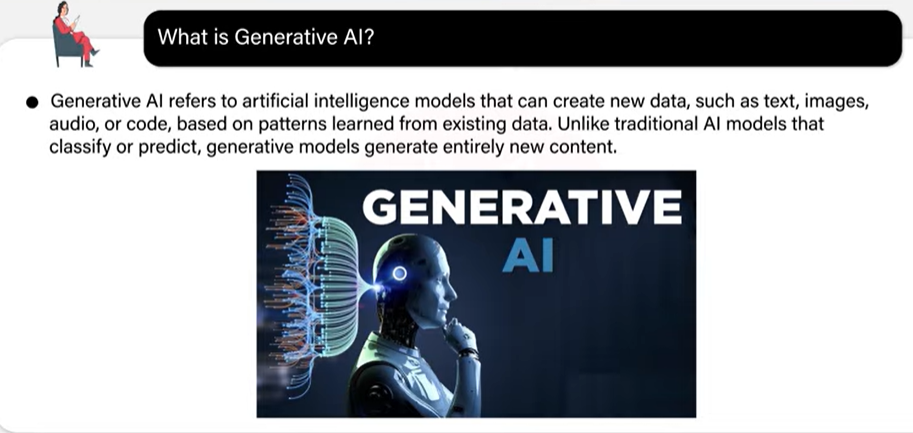 What is Generative AI?
● Generative AI refers to artificial intelligence models that can create new data, such as text, images,
audio, or code, based on patterns learned from existing data. Unlike traditional AI models that
classify or predict, generative models generate entirely new content.
GENERATIVE
AI